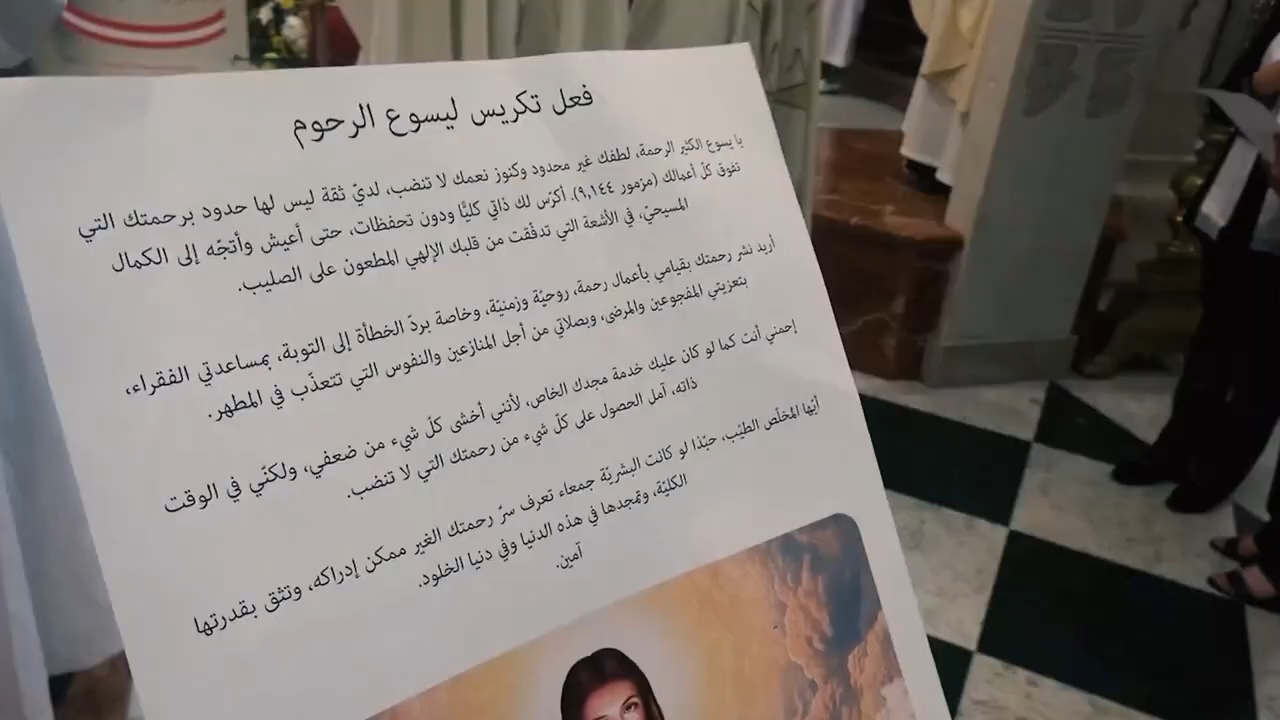 فعل تكريس ليسوع الرحوم
يا يسوع الكثير الرحمة، لطفك غير محدود وكنوز نعمك لا تنضب، لديّ ثقة ليس لها حدود برحمتك التي
تفوق كلّ أعمالك (مزمور ٩,١٤٤). أكرّس لك ذاتي كليًّا ودون تحفظات، حتى أعيش وأتجّه إلى الكمال
المسيحيّ، في الأشعة التي تدفّقت من قلبك الإلهي المطعون على الصليب.
أريد نشر رحمتك بقيامي بأعمال رحمة، روحيّة وزمنيّة، وخاصة بردّ الخطأة إلى التوبة، بمساعدتي الفقراء،
بتعزيتي المفجوعين والمرضى، وبصلاتي من أجل المنازعين والنفوس التي تتعذّب في المطهر.
إحمني أنت كما لو كان عليك خدمة مجدك الخاص، لأنني أخشى كلّ شيء من ضعفي، ولكنّي في الوقت
ذاته، آمل الحصول على كلّ شيء من رحمتك التي لا تنضب.
أيّها المخلّص الطيّب، حبّذا لو كانت البشريّة جمعاء تعرف سرّ رحمتك الغير ممكن إدراكه، وتثق بقدرتها
الكليّة، وتمجدها في هذه الدنيا وفي دنيا الخلود.
آمين.